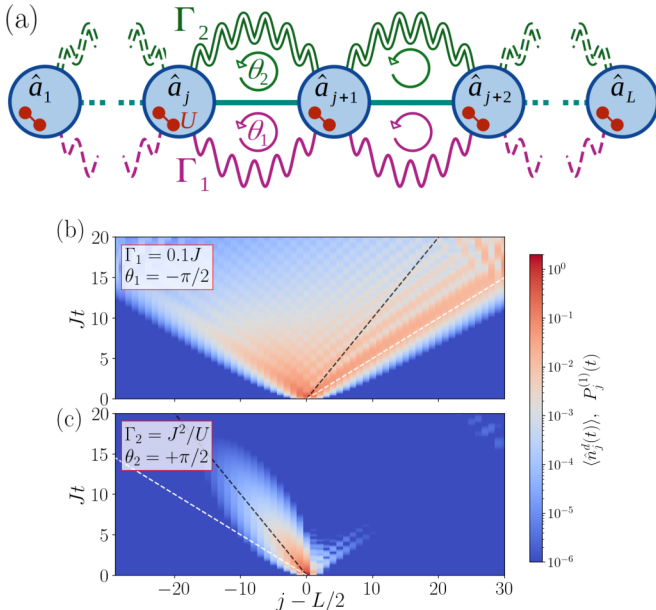 (a)
Γ₂
θ₂
â₁ âⱼ âⱼ₊₁ âⱼ₊₂ â_L
U
θ₁
Γ₁
(b)
20
15
10
5
0
Jt
Γ₁ = 0.1J
θ₁ = −π/2
(c)
20
15
10
5
0
Jt
Γ₂ = J²/U
θ₂ = +π/2
−20 −10 0 10 20 30
j − L/2
10⁰
10⁻¹
10⁻²
10⁻³
10⁻⁴
10⁻⁵
10⁻⁶
⟨n̂ⱼᵈ(t)⟩, Pⱼ⁽¹⁾(t)